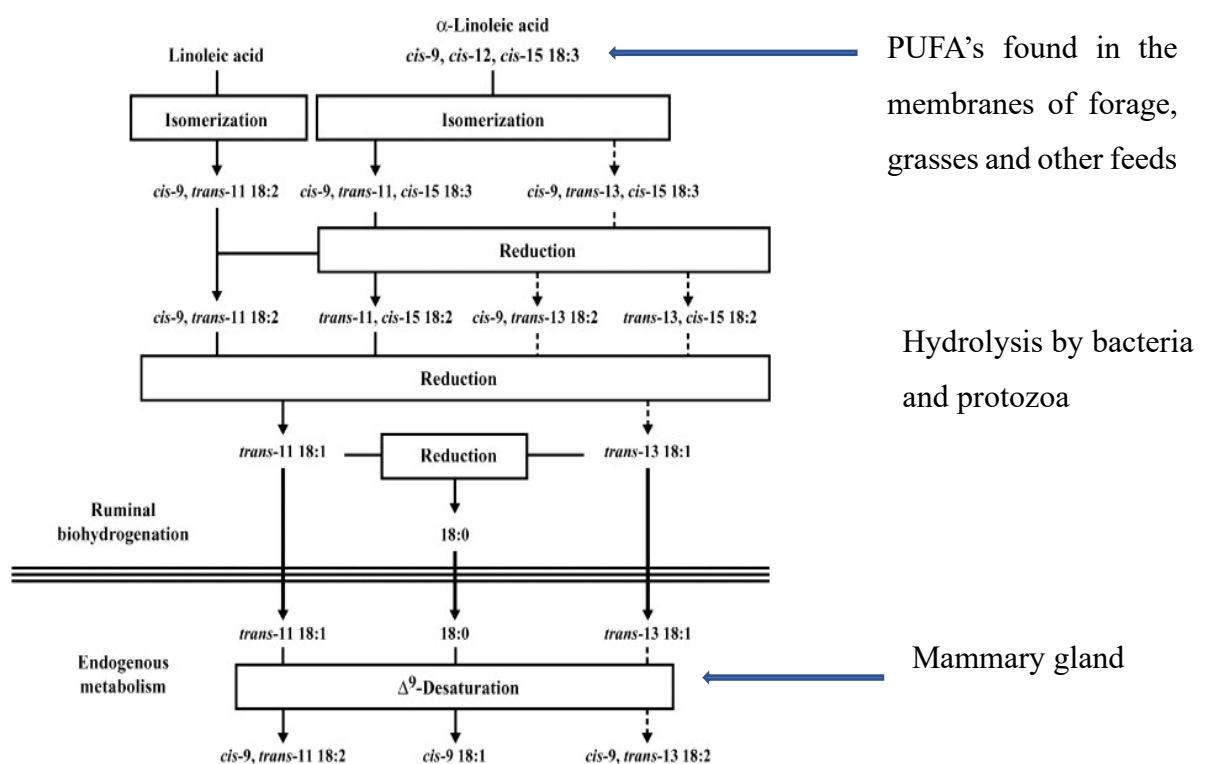 α-Linoleic acid
Linoleic acid
cis-9, cis-12, cis-15 18:3
PUFA's found in the
membranes of forage,
grasses and other feeds
Isomerization
Isomerization
cis-9, trans-11 18:2
cis-9, trans-11, cis-15 18:3
cis-9, trans-13, cis-15 18:3
Reduction
cis-9, trans-11 18:2
trans-11, cis-15 18:2
cis-9, trans-13 18:2
trans-13, cis-15 18:2
Hydrolysis by bacteria
and protozoa
Reduction
trans-11 18:1
Reduction
trans-13 18:1
Ruminal
biohydrogenation
18:0
trans-11 18:1
18:0
trans-13 18:1
Endogenous
metabolism
Δ⁹-Desaturation
Mammary gland
cis-9, trans-11 18:2
cis-9 18:1
cis-9, trans-13 18:2